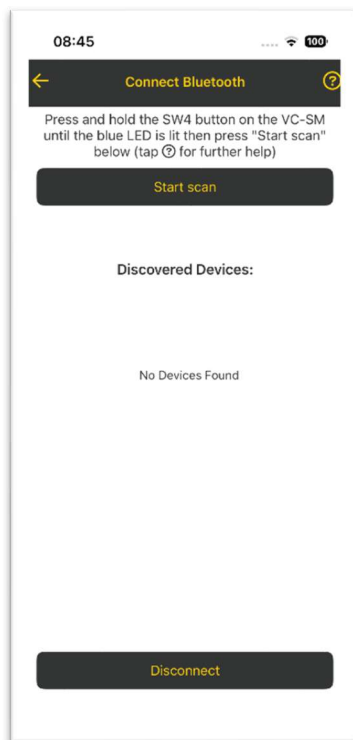 08:45
100
Connect Bluetooth
?
Press and hold the SW4 button on the VC-SM
until the blue LED is lit then press "Start scan"
below (tap ? for further help)
Start scan
Discovered Devices:
No Devices Found
Disconnect